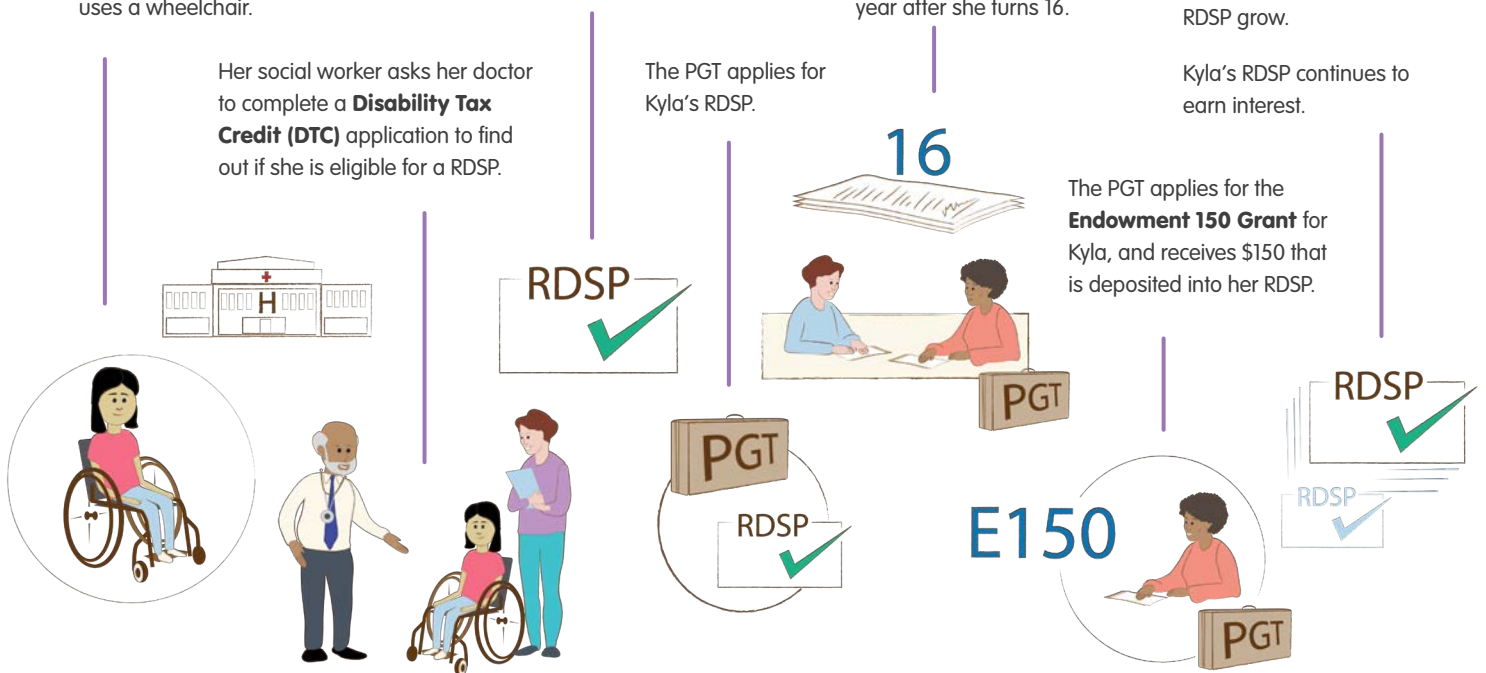 uses a wheelchair.
Her social worker asks her doctor
to complete a Disability Tax
Credit (DTC) application to find
out if she is eligible for a RDSP.
RDSP
The PGT applies for
Kyla's RDSP.
PGT
RDSP
year after she turns 16.
16
PGT
The PGT applies for the
Endowment 150 Grant for
Kyla, and receives $150 that
is deposited into her RDSP.
E150
PGT
RDSP grow.
Kyla's RDSP continues to
earn interest.
RDSP
RDSP
H